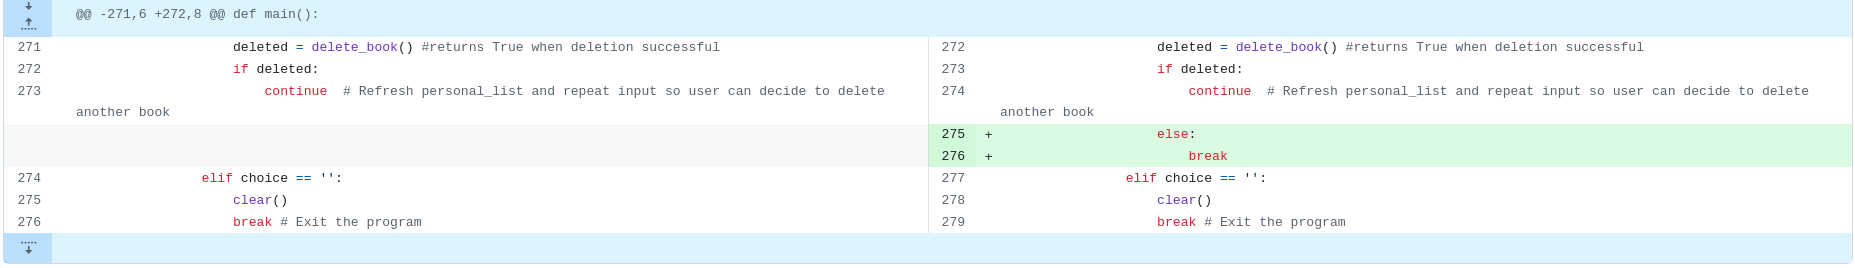 @@ -271,6 +272,8 @@ def main():
271 deleted = delete_book() #returns True when deletion successful
272 if deleted:
273 continue  # Refresh personal_list and repeat input so user can decide to delete
another book
274 elif choice == '':
275 clear()
276 break # Exit the program
272 deleted = delete_book() #returns True when deletion successful
273 if deleted:
274 continue  # Refresh personal_list and repeat input so user can decide to delete
another book
275 + else:
276 + break
277 elif choice == '':
278 clear()
279 break # Exit the program